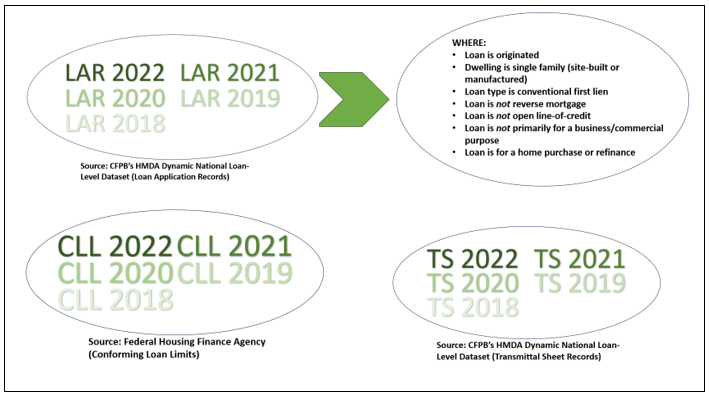 LAR 2022 LAR 2021
LAR 2020 LAR 2019
LAR 2018
Source: CFPB's HMDA Dynamic National Loan-
Level Dataset (Loan Application Records)
WHERE:
• Loan is originated
• Dwelling is single family (site-built or
manufactured)
• Loan type is conventional first lien
• Loan is not reverse mortgage
• Loan is not open line-of-credit
• Loan is not primarily for a business/commercial
purpose
• Loan is for a home purchase or refinance
CLL 2022 CLL 2021
CLL 2020 CLL 2019
CLL 2018
Source: Federal Housing Finance Agency
(Conforming Loan Limits)
TS 2022 TS 2021
TS 2020 TS 2019
TS 2018
Source: CFPB's HMDA Dynamic National Loan-
Level Dataset (Transmittal Sheet Records)